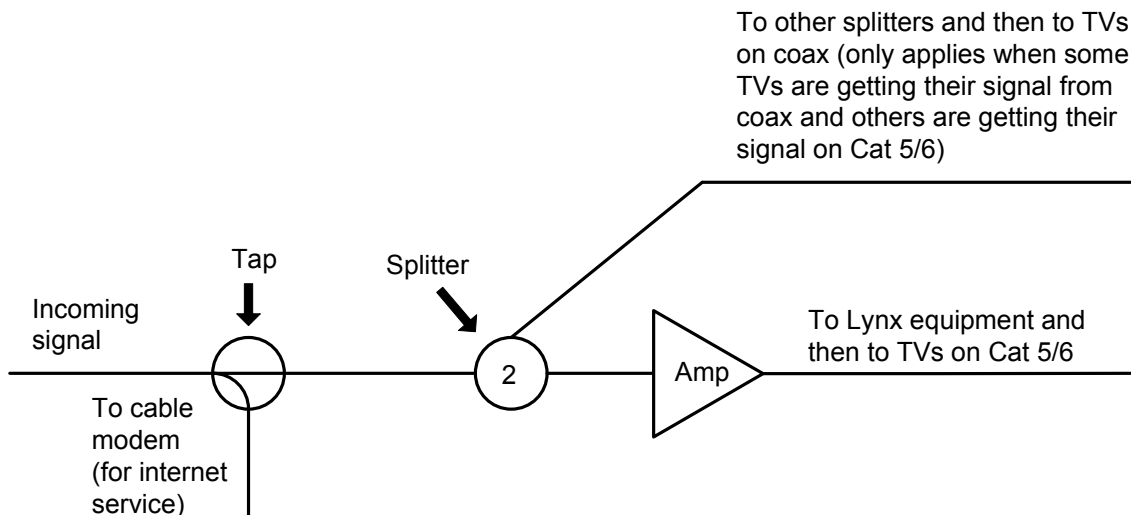 To other splitters and then to TVs
on coax (only applies when some
TVs are getting their signal from
coax and others are getting their
signal on Cat 5/6)
Tap
Splitter
Incoming
signal
To Lynx equipment and
then to TVs on Cat 5/6
2
Amp
To cable
modem
(for internet
service)